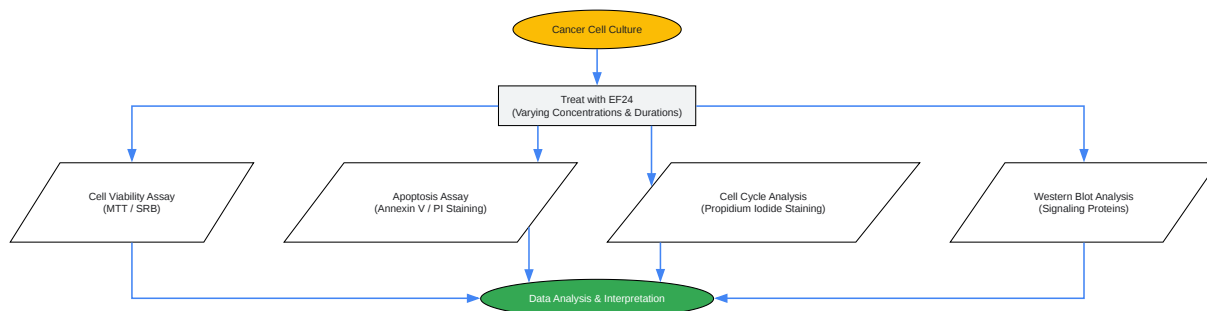 Cancer Cell Culture
Treat with EF24
(Varying Concentrations & Durations)
Cell Viability Assay
(MTT / SRB)
Apoptosis Assay
(Annexin V / PI Staining)
Cell Cycle Analysis
(Propidium Iodide Staining)
Western Blot Analysis
(Signaling Proteins)
Data Analysis & Interpretation